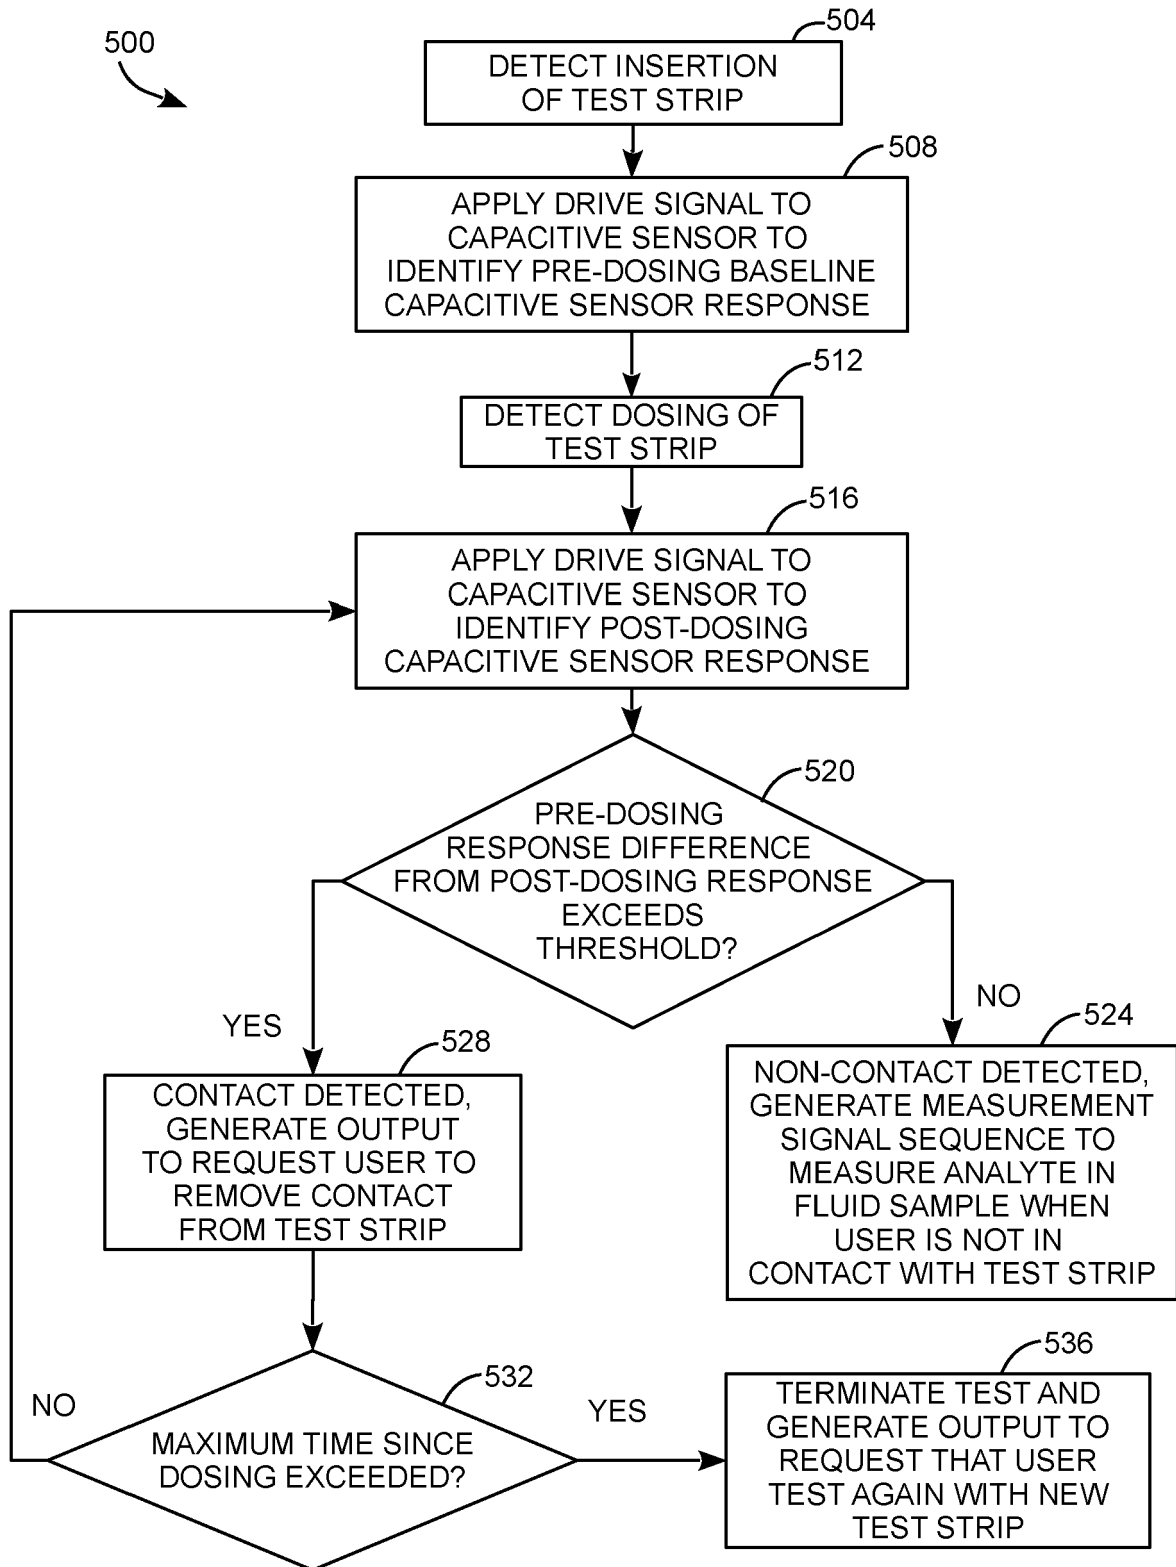 500
504
DETECT INSERTION
OF TEST STRIP
508
APPLY DRIVE SIGNAL TO
CAPACITIVE SENSOR TO
IDENTIFY PRE-DOSING BASELINE
CAPACITIVE SENSOR RESPONSE
512
DETECT DOSING OF
TEST STRIP
516
APPLY DRIVE SIGNAL TO
CAPACITIVE SENSOR TO
IDENTIFY POST-DOSING
CAPACITIVE SENSOR RESPONSE
520
PRE-DOSING
RESPONSE DIFFERENCE
FROM POST-DOSING RESPONSE
EXCEEDS
THRESHOLD?
YES
NO
528
CONTACT DETECTED,
GENERATE OUTPUT
TO REQUEST USER TO
REMOVE CONTACT
FROM TEST STRIP
524
NON-CONTACT DETECTED,
GENERATE MEASUREMENT
SIGNAL SEQUENCE TO
MEASURE ANALYTE IN
FLUID SAMPLE WHEN
USER IS NOT IN
CONTACT WITH TEST STRIP
532
MAXIMUM TIME SINCE
DOSING EXCEEDED?
NO
YES
536
TERMINATE TEST AND
GENERATE OUTPUT TO
REQUEST THAT USER
TEST AGAIN WITH NEW
TEST STRIP